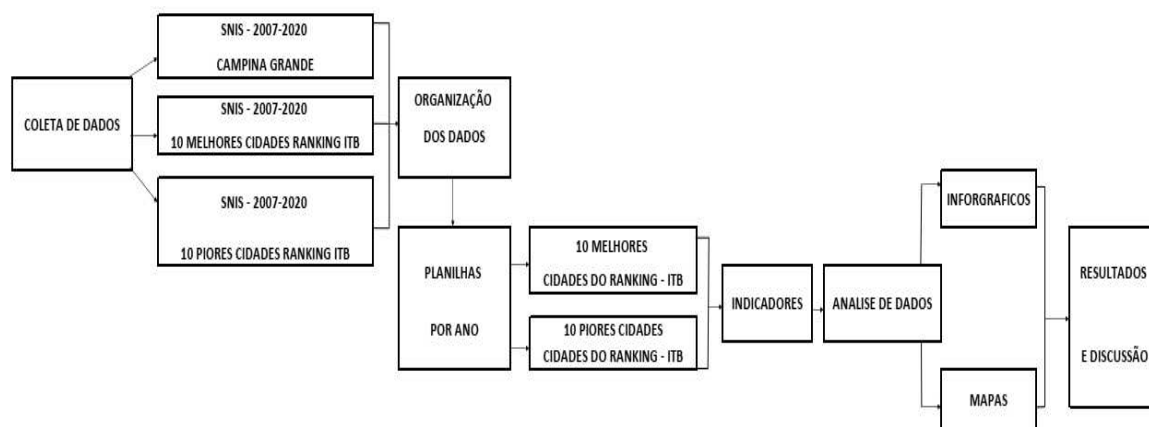 COLETA DE DADOS
SNIS - 2007-2020
CAMPINA GRANDE
SNIS - 2007-2020
10 MELHORES CIDADES RANKING ITB
SNIS - 2007-2020
10 PIORES CIDADES RANKING ITB
ORGANIZAÇÃO
DOS DADOS
PLANILHAS
POR ANO
10 MELHORES
CIDADES DO RANKING - ITB
10 PIORES CIDADES
CIDADES DO RANKING - ITB
INDICADORES
ANALISE DE DADOS
INFORGRAFICOS
MAPAS
RESULTADOS
E DISCUSSÃO